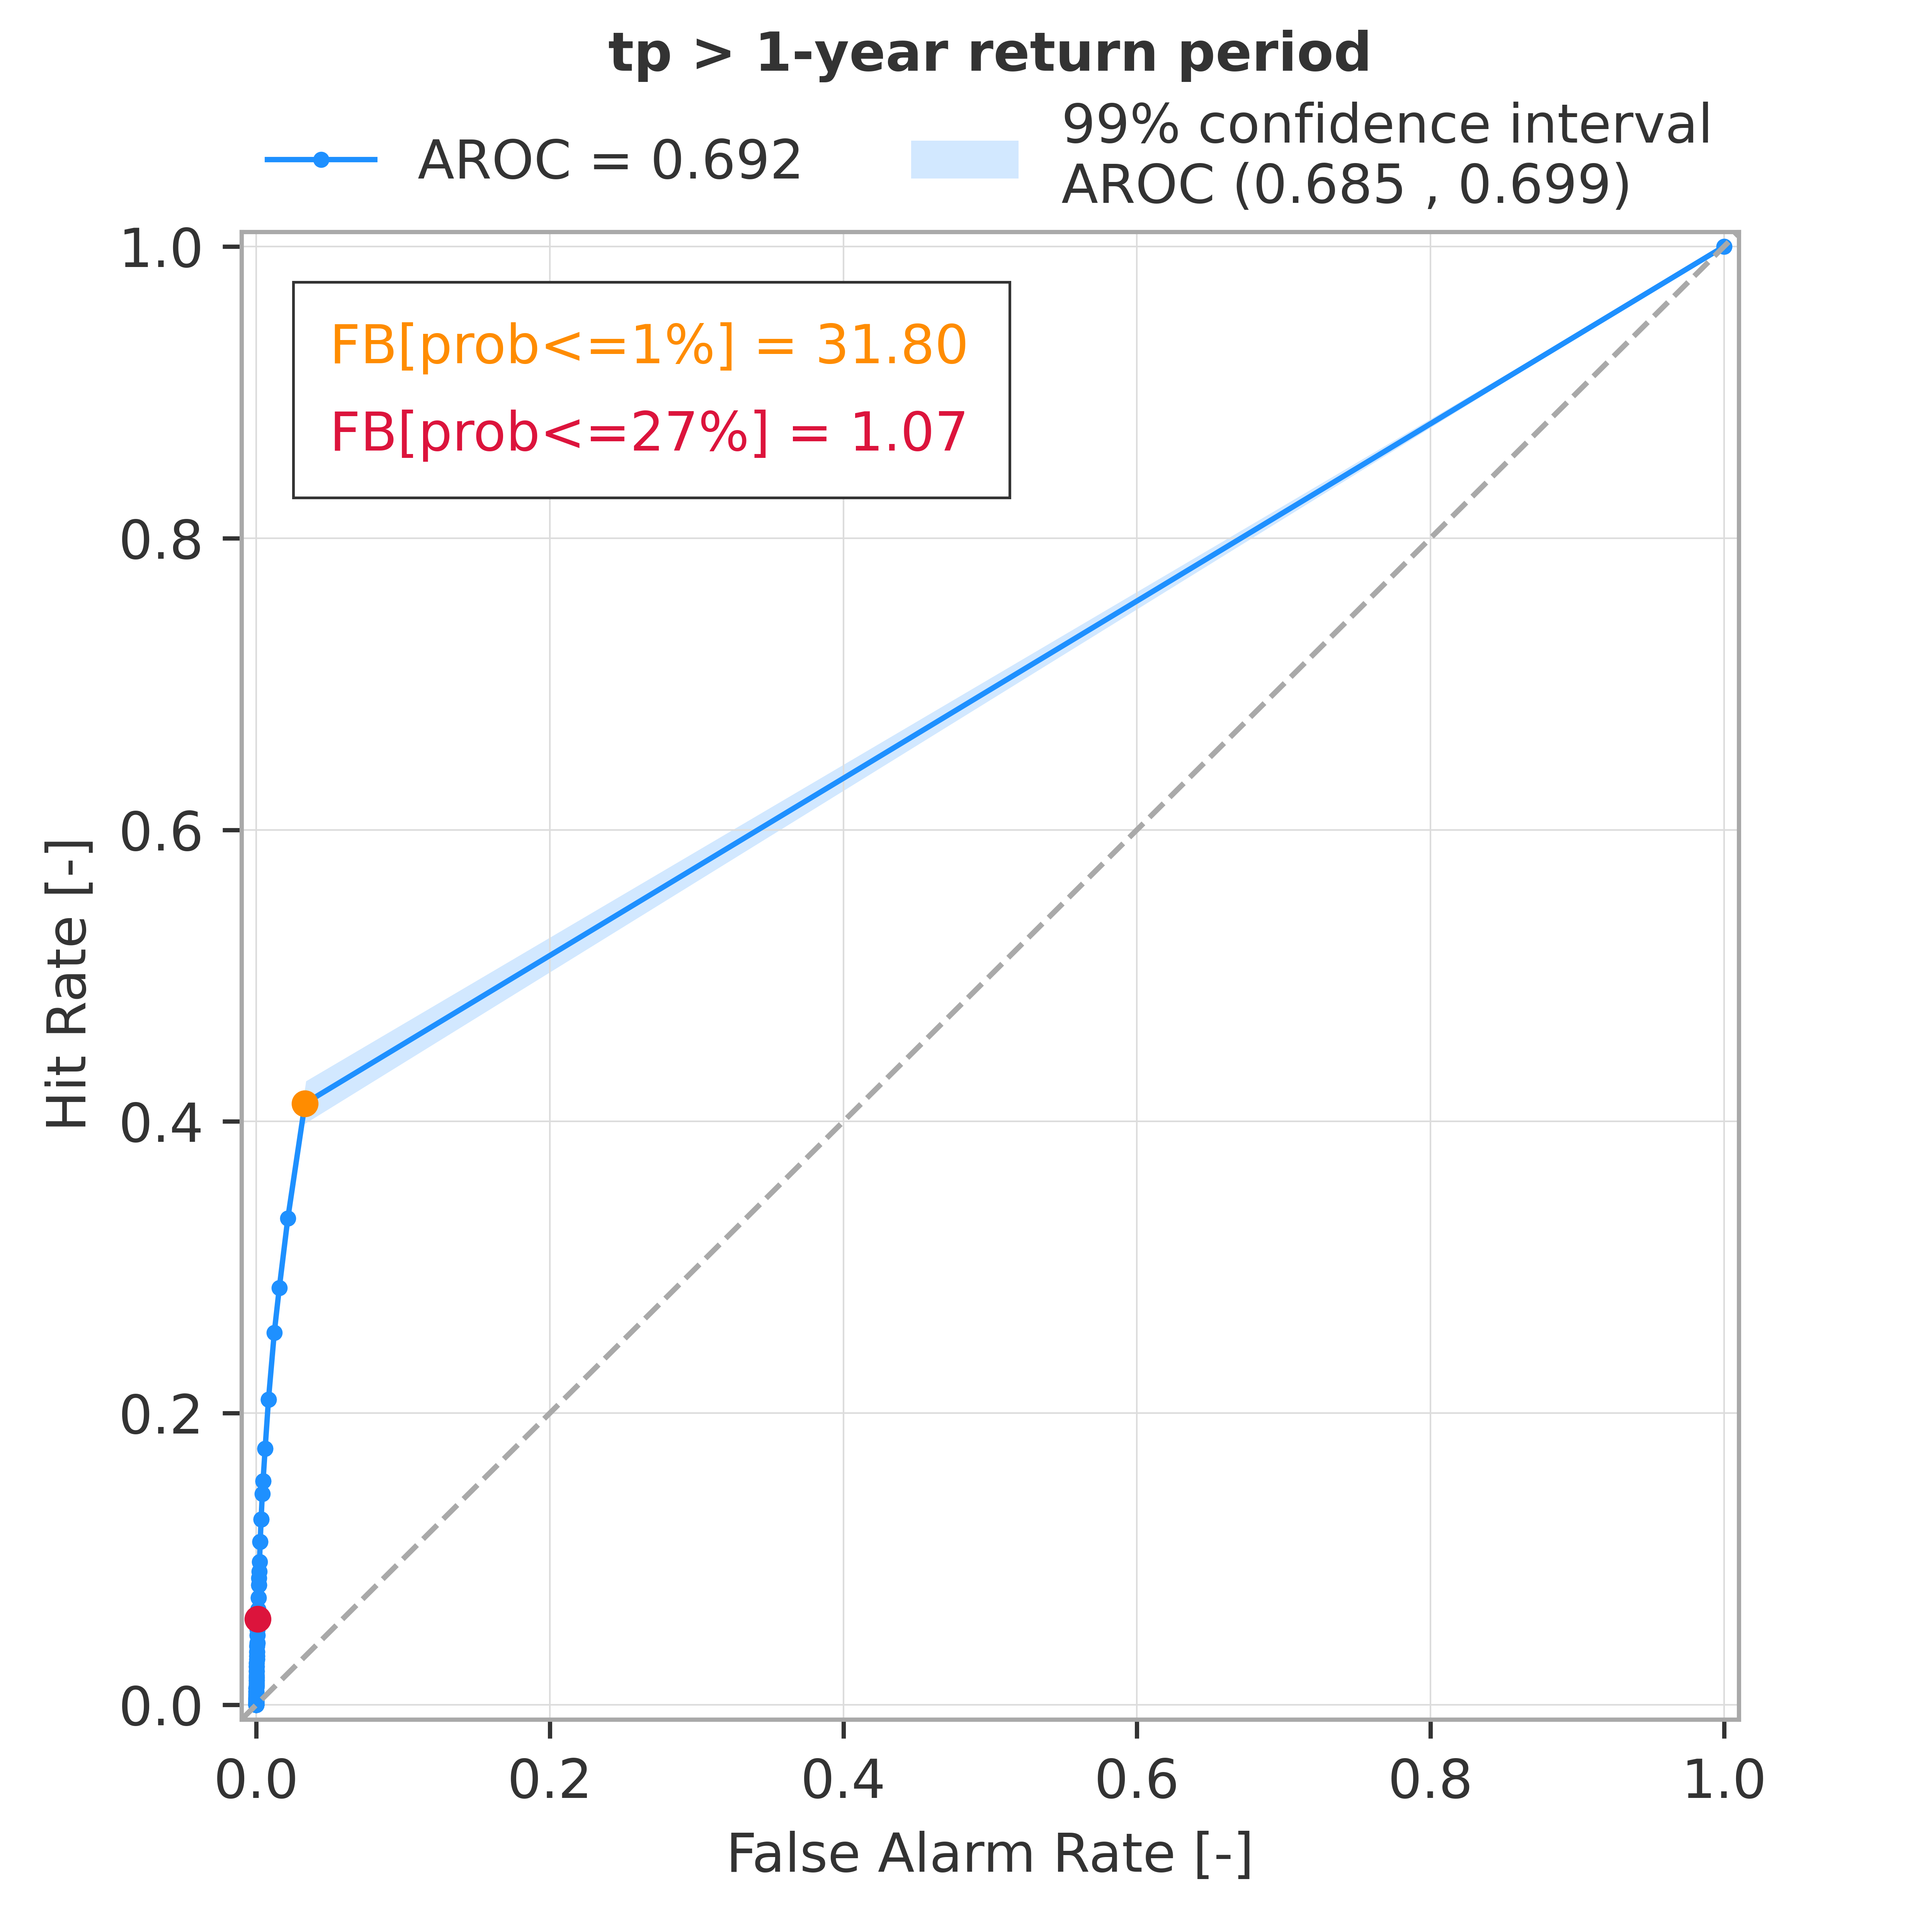 tp > 1-year return period
AROC = 0.692
99% confidence interval
AROC (0.685 , 0.699)
FB[prob<=1%] = 31.80
FB[prob<=27%] = 1.07
Hit Rate [-]
1.0
0.8
0.6
0.4
0.2
0.0
0.0 0.2 0.4 0.6 0.8 1.0
False Alarm Rate [-]